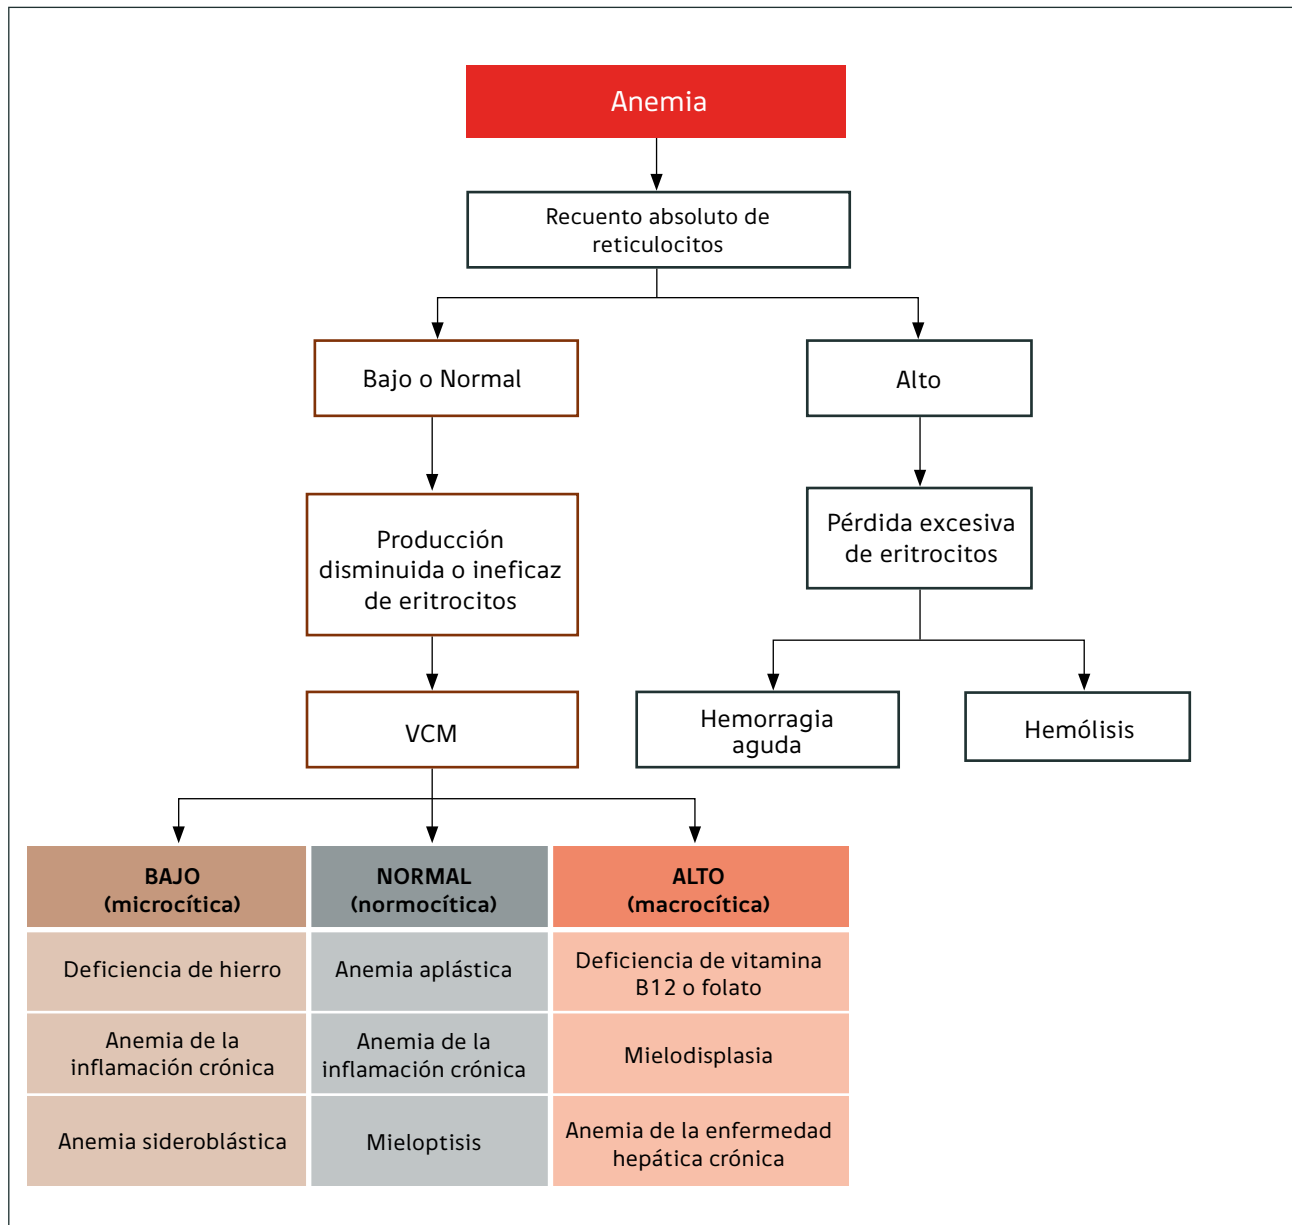 Anemia
Recuento absoluto de
reticulocitos
Bajo o Normal
Alto
Producción
disminuida o ineficaz
de eritrocitos
Pérdida excesiva
de eritrocitos
VCM
Hemorragia
aguda
Hemólisis
BAJO
(microcítica)
NORMAL
(normocítica)
ALTO
(macrocítica)
Deficiencia de hierro
Anemia aplástica
Deficiencia de vitamina
B12 o folato
Anemia de la
inflamación crónica
Anemia de la
inflamación crónica
Mielodisplasia
Anemia sideroblástica
Mieloptisis
Anemia de la enfermedad
hepática crónica